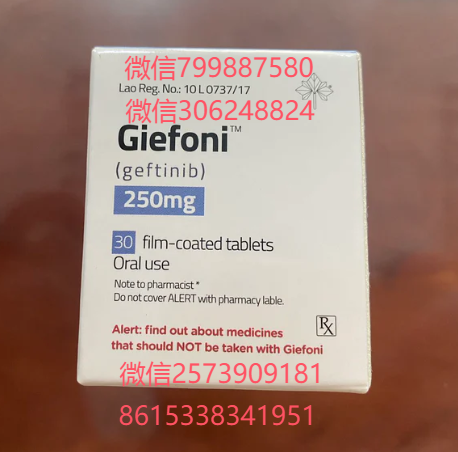 微信799887580
Lao Reg. No.: 10 L 0737/17
微信306248824
Giefoni™
(geftinib)
250mg
30 film-coated tablets
Oral use
Note to pharmacist *
Do not cover ALERT with pharmacy lable.
Rx
Alert: find out about medicines
that should NOT be taken with Giefoni
微信2573909181
8615338341951